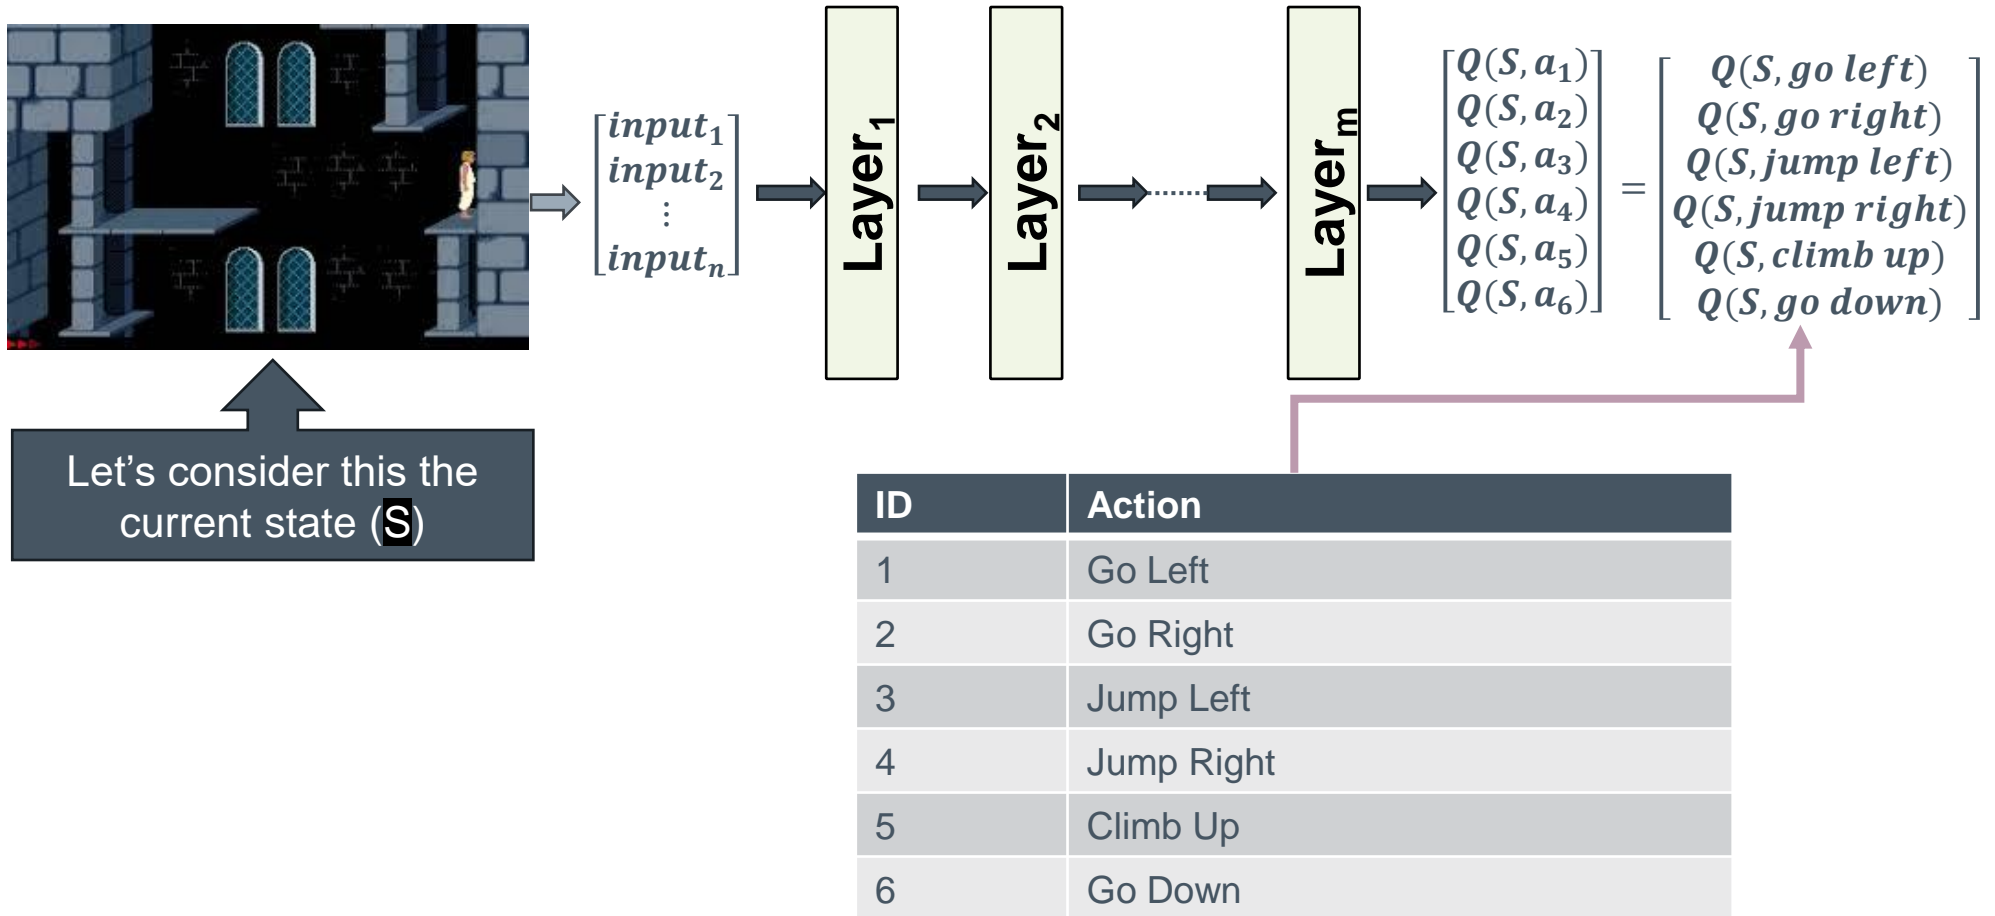 [input₁]
[input₂]
⋮
[inputₙ]
Layer₁
Layer₂
Layerₘ
[Q(S, a₁)]
[Q(S, a₂)]
[Q(S, a₃)]
[Q(S, a₄)]
[Q(S, a₅)]
[Q(S, a₆)]
=
[Q(S, go left)]
[Q(S, go right)]
[Q(S, jump left)]
[Q(S, jump right)]
[Q(S, climb up)]
[Q(S, go down)]
Let’s consider this the
current state (S)
ID Action
1 Go Left
2 Go Right
3 Jump Left
4 Jump Right
5 Climb Up
6 Go Down